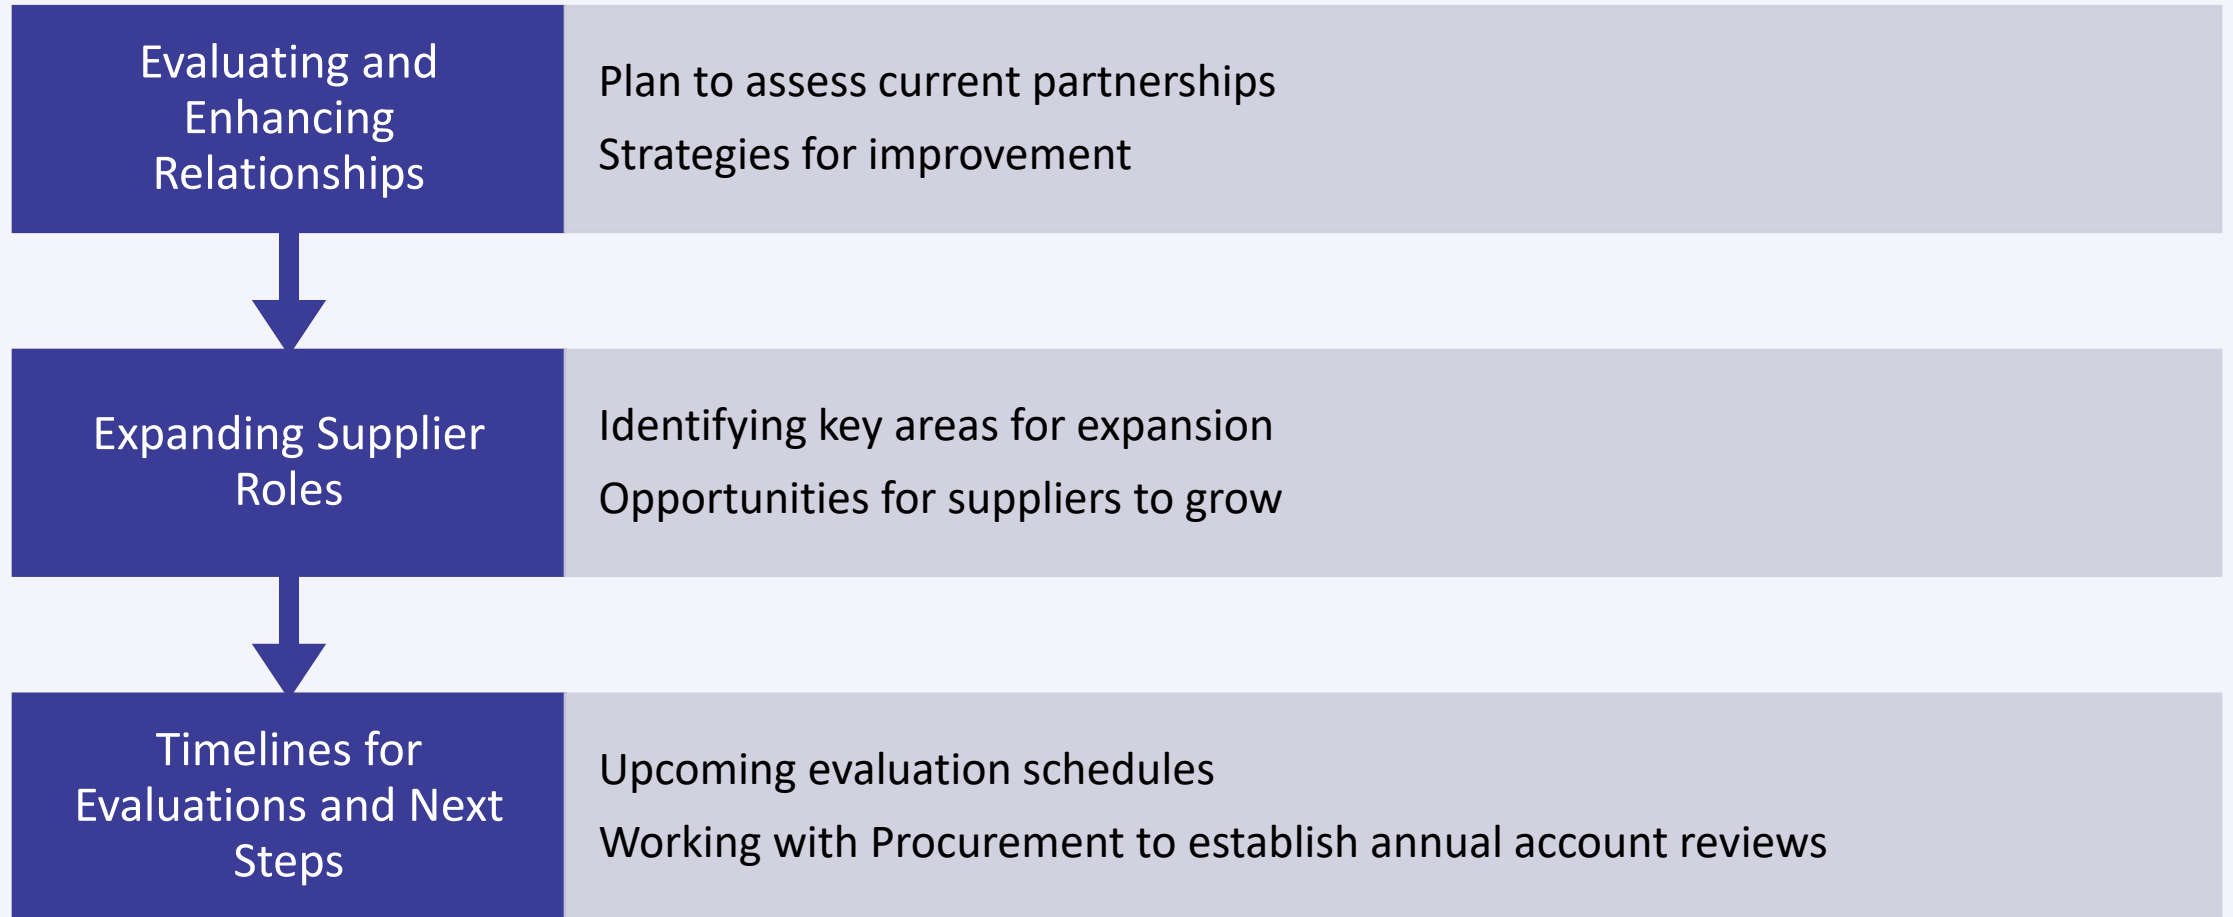 Evaluating and
Enhancing
Relationships
Plan to assess current partnerships
Strategies for improvement
Expanding Supplier
Roles
Identifying key areas for expansion
Opportunities for suppliers to grow
Timelines for
Evaluations and Next
Steps
Upcoming evaluation schedules
Working with Procurement to establish annual account reviews